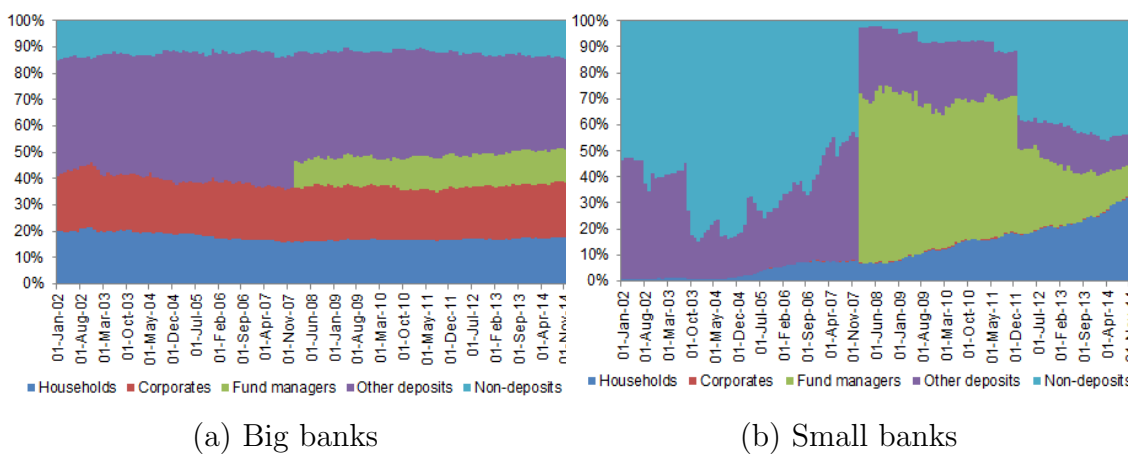 100%
90%
80%
70%
60%
50%
40%
30%
20%
10%
0%
01-Jan-02
01-Aug-02
01-Mar-03
01-Oct-03
01-May-04
01-Dec-04
01-Jul-05
01-Feb-06
01-Sep-06
01-Apr-07
01-Nov-07
01-Jun-08
01-Jan-09
01-Aug-09
01-Mar-10
01-Oct-10
01-May-11
01-Dec-11
01-Jul-12
01-Feb-13
01-Sep-13
01-Apr-14
01-Nov-14
Households Corporates Fund managers Other deposits Non-deposits
(a) Big banks
100%
90%
80%
70%
60%
50%
40%
30%
20%
10%
0%
01-Jan-02
01-Aug-02
01-Mar-03
01-Oct-03
01-May-04
01-Dec-04
01-Jul-05
01-Feb-06
01-Sep-06
01-Apr-07
01-Nov-07
01-Jun-08
01-Jan-09
01-Aug-09
01-Mar-10
01-Oct-10
01-May-11
01-Dec-11
01-Jul-12
01-Feb-13
01-Sep-13
01-Apr-14
Households Corporates Fund managers Other deposits Non-deposits
(b) Small banks